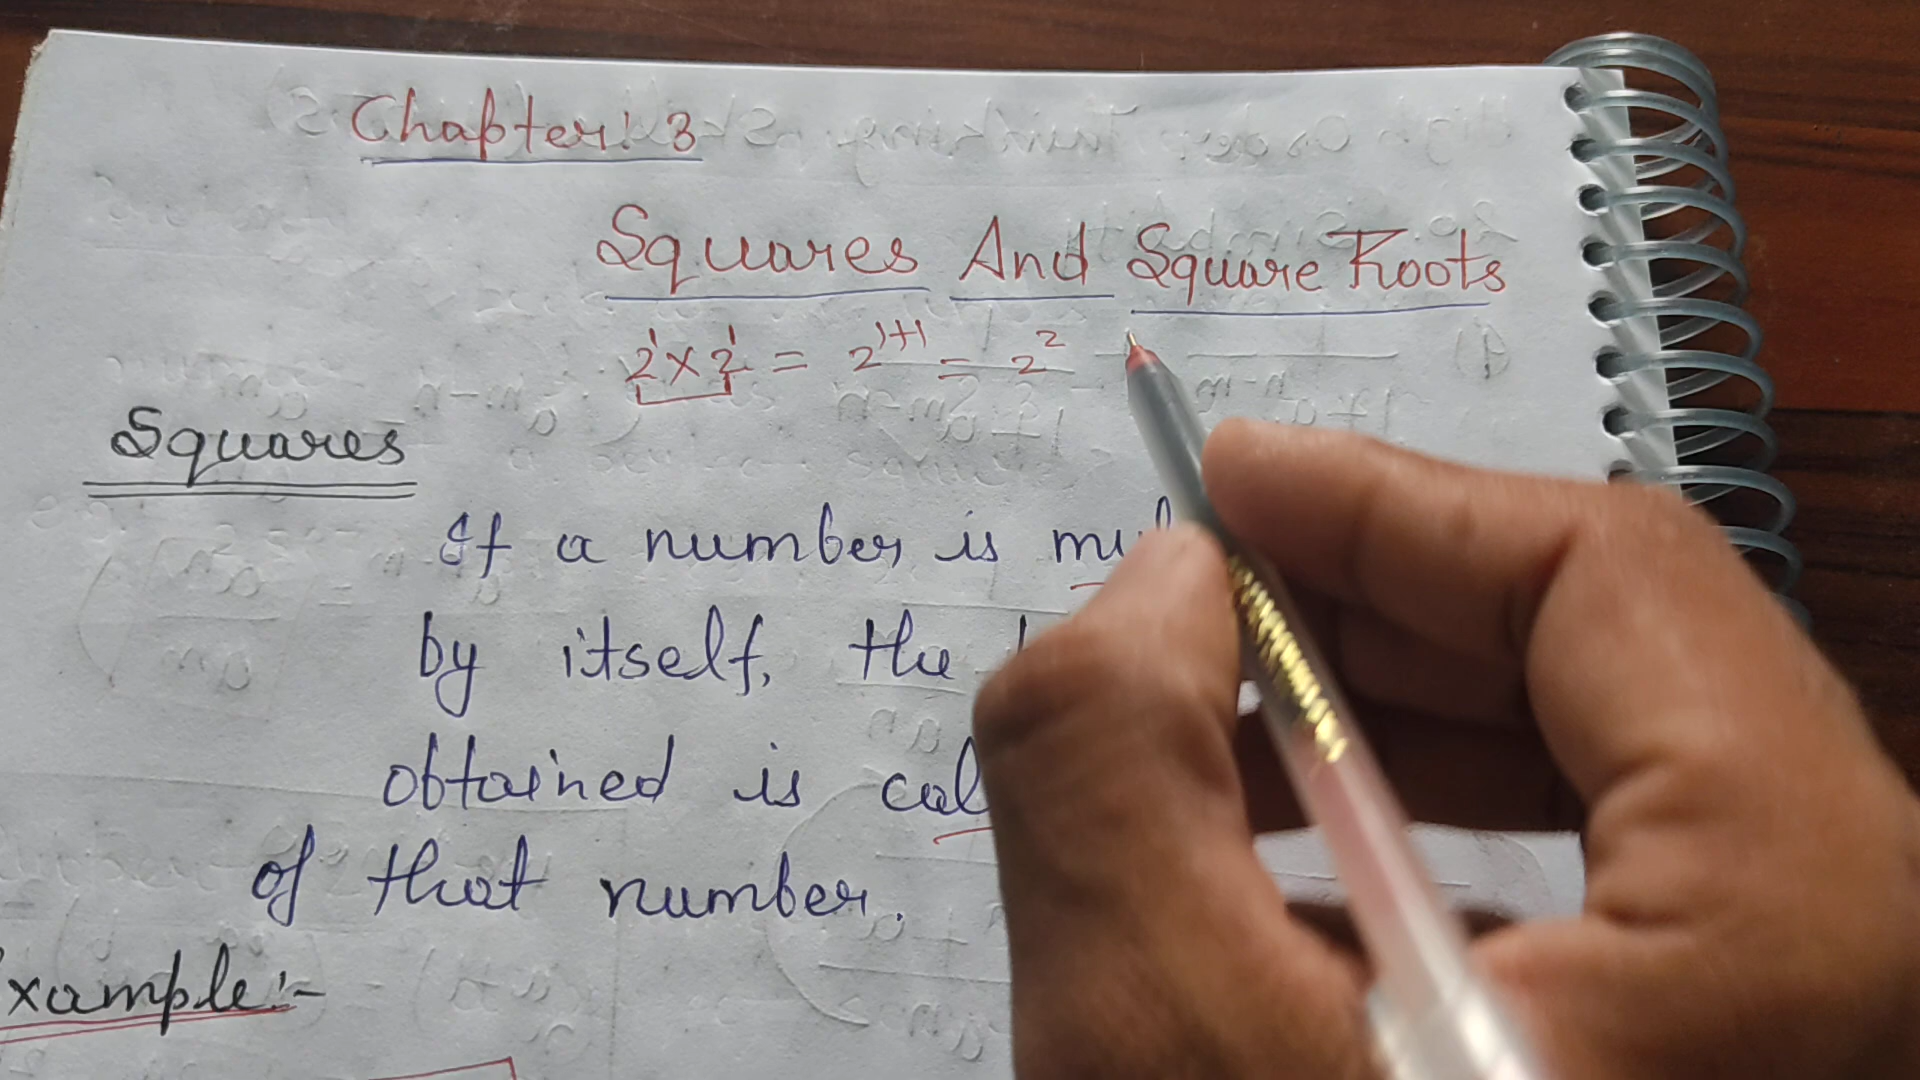 Chapter: 3
Squares And Square Roots
2¹ × 2¹ = 2¹⁺¹ = 2²
Squares
If a number is
by itself, the
obtained is
of that number.
xample:-